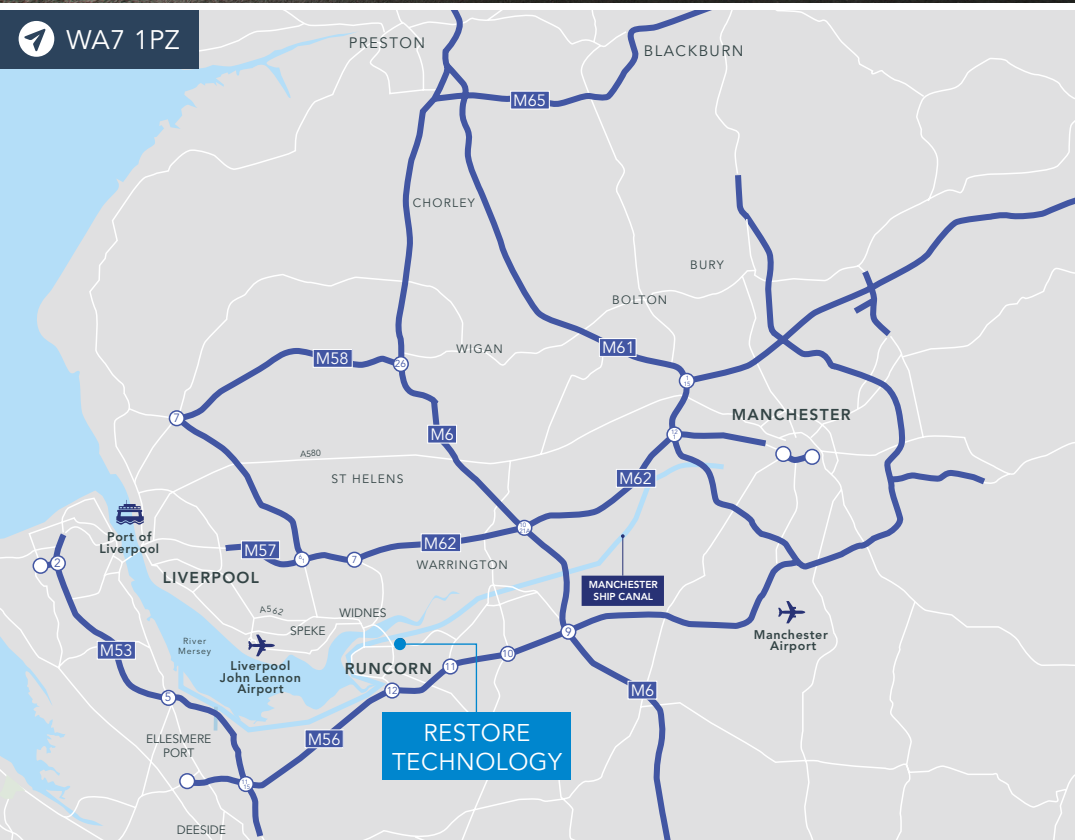 WA7 1PZ
PRESTON
BLACKBURN
M65
CHORLEY
BURY
BOLTON
WIGAN
M61
M58
26
7
M6
MANCHESTER
A580
ST HELENS
M62
Port of
Liverpool
M57
M62
7
WARRINGTON
2
LIVERPOOL
MANCHESTER
SHIP CANAL
A562
WIDNES
SPEKE
River
Mersey
Liverpool
John Lennon
Airport
RUNCORN
9
Manchester
Airport
M53
10
11
12
5
M6
ELLESMERE
PORT
M56
RESTORE
TECHNOLOGY
11
15
DEESIDE